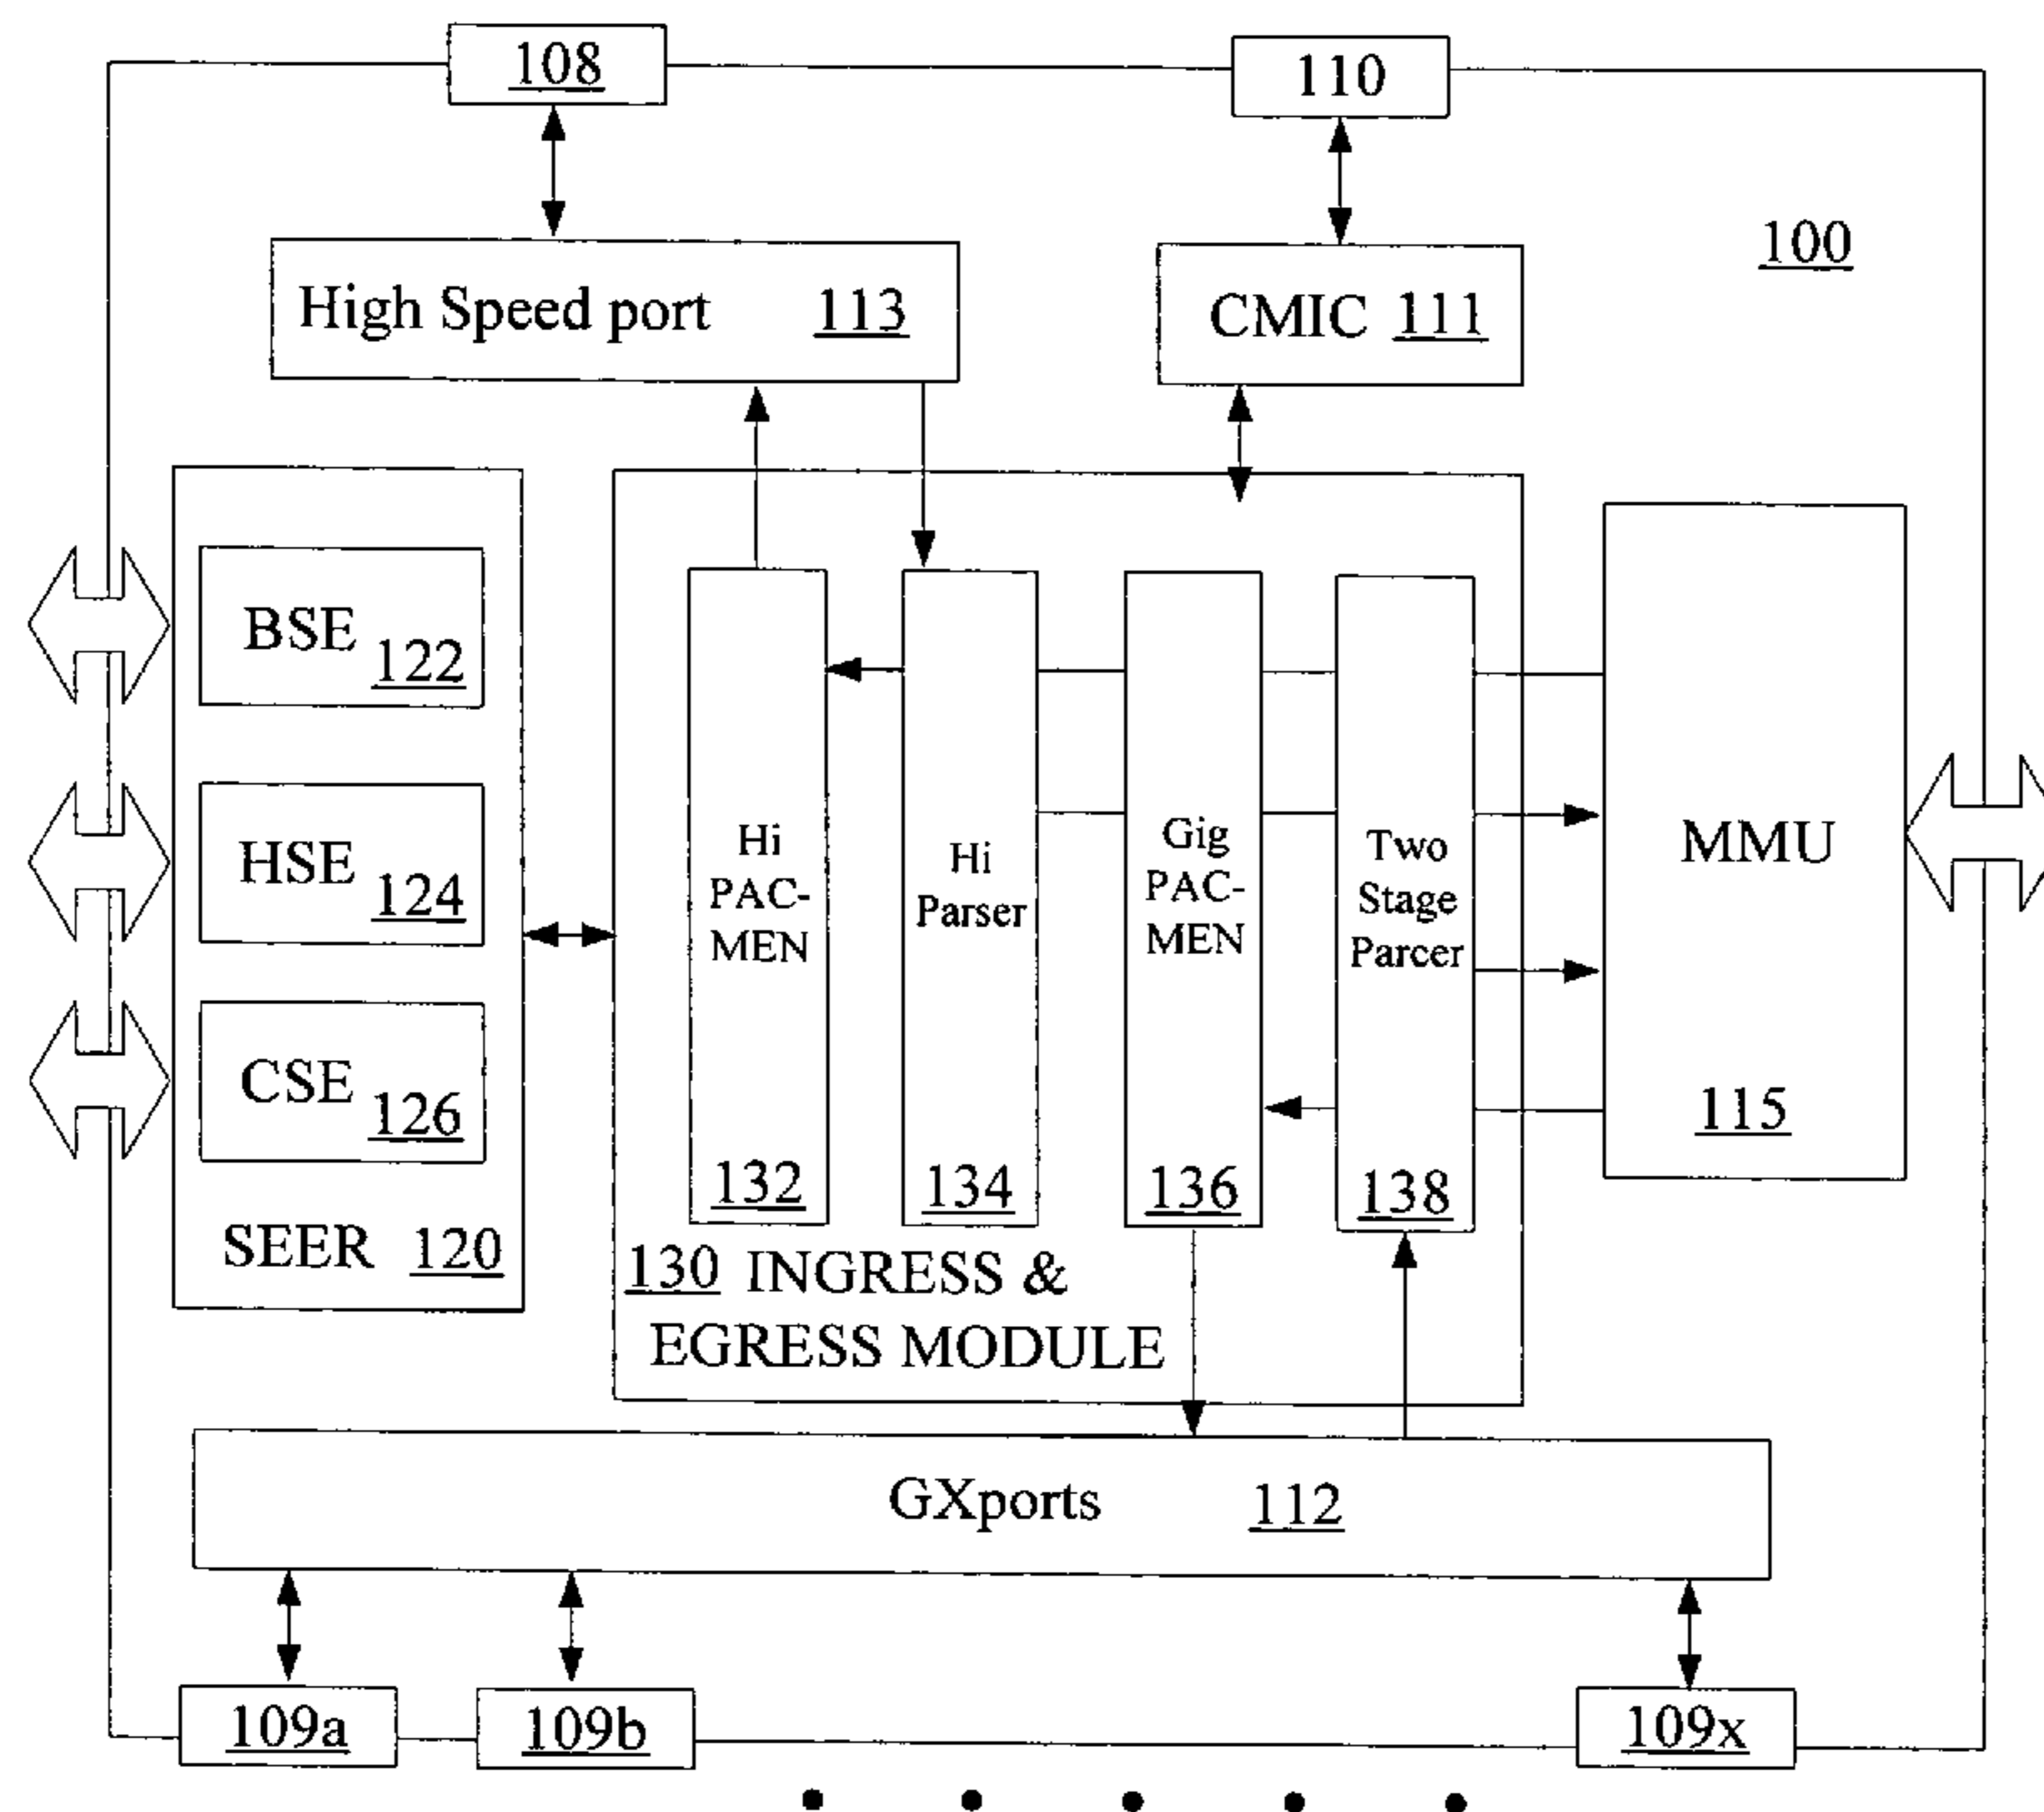 108
110
100
High Speed port 113
CMIC 111
BSE 122
HSE 124
CSE 126
SEER 120
Hi
PAC-
MEN
132
Hi
Parser
134
Gig
PAC-
MEN
136
Two
Stage
Parcer
138
MMU
115
130 INGRESS &
EGRESS MODULE
GXports 112
109a
109b
109x